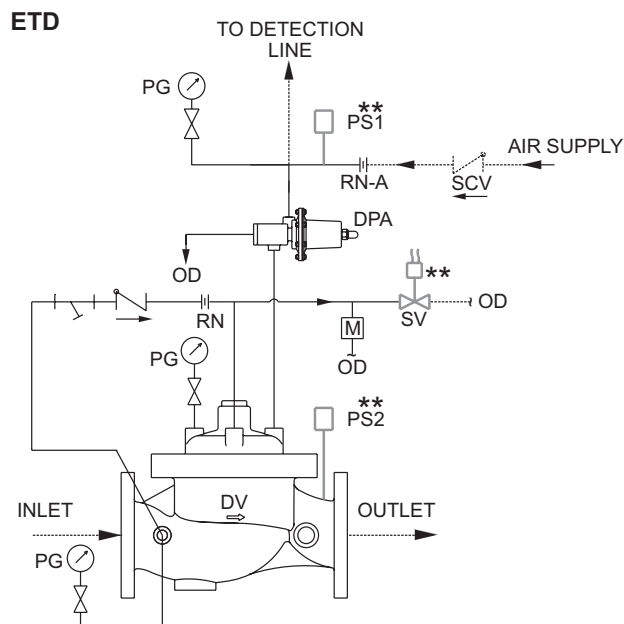 ETD
TO DETECTION
LINE
PG
**
PS1
AIR SUPPLY
RN-A
SCV
DPA
OD
**
RN
SV
OD
M
OD
PG
**
PS2
DV
INLET
OUTLET
PG